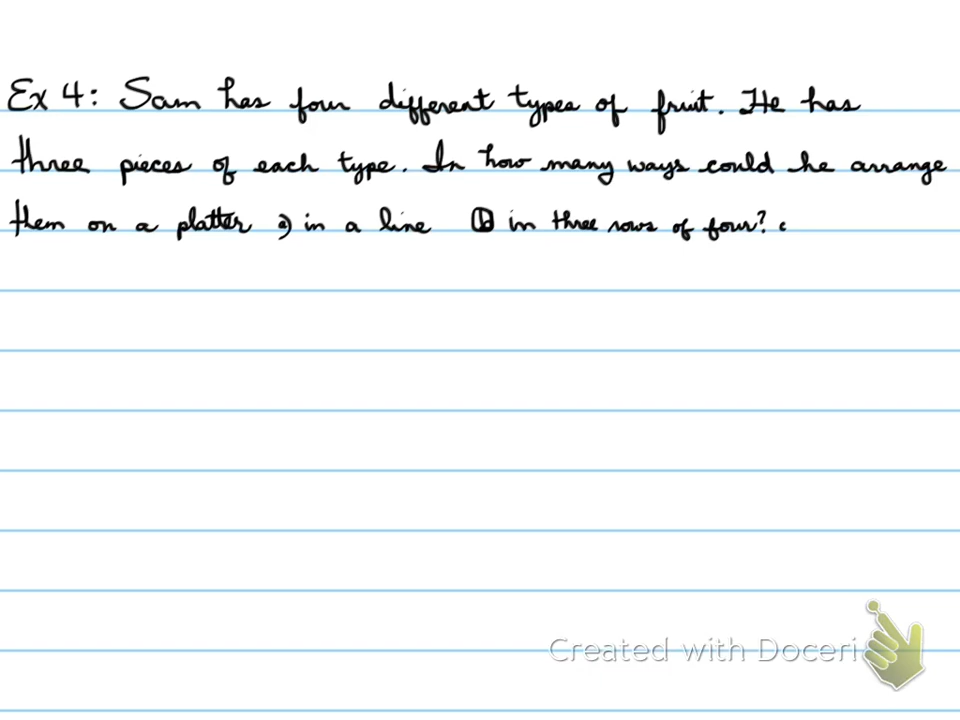 Ex 4: Sam has four different types of fruit. He has
three pieces of each type. In how many ways could he arrange
them on a platter a) in a line b in three rows of four? c
Created with Doceri